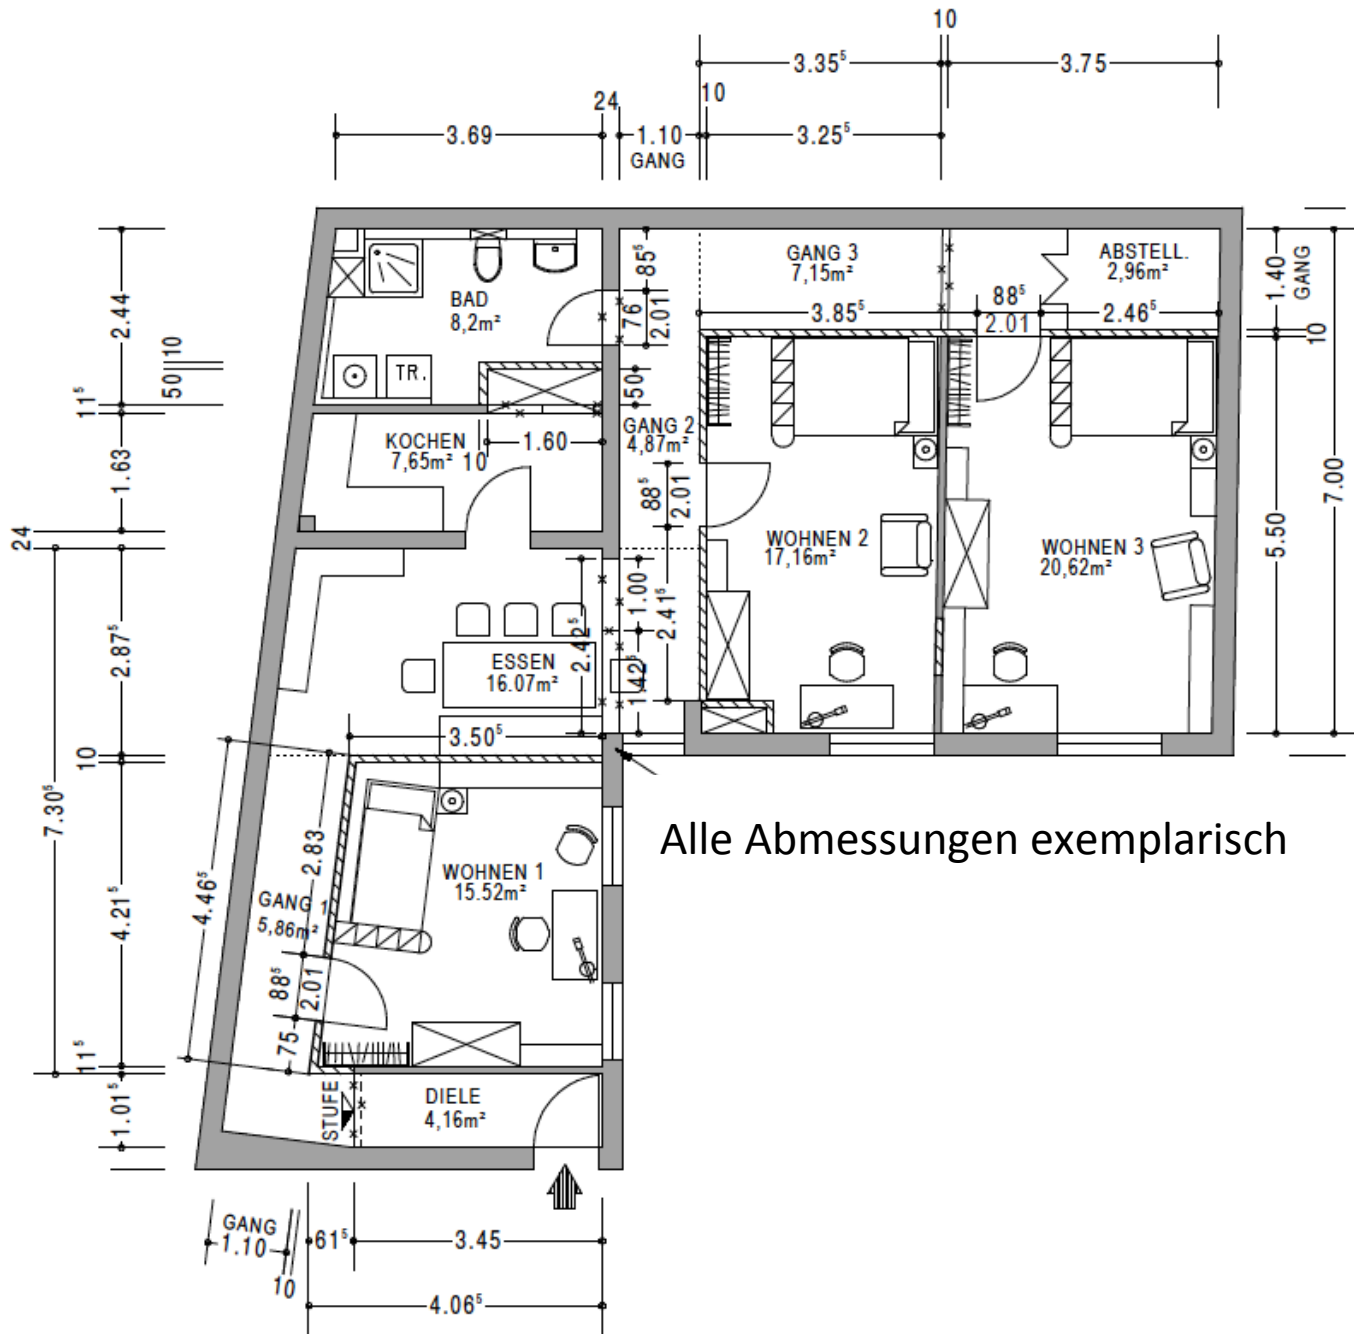 10
3.35⁵
3.75
24
10
3.69
1.10
3.25⁵
GANG
GANG 3
7,15m²
ABSTELL.
2,96m²
85⁵
1.40
GANG
BAD
8,2m²
2.44
76
2.01
3.85⁵
88⁵
2.01
2.46⁵
10
10
50
TR.
50
11⁵
KOCHEN
7,65m²
10
1.60
GANG 2
4,87m²
1.63
88⁵
2.01
7.00
24
WOHNEN 2
17,16m²
WOHNEN 3
20,62m²
5.50
1.00
2.41⁵
2.42⁵
1.42⁵
2.87⁵
ESSEN
16.07m²
3.50⁵
10
7.30⁵
2.83
Alle Abmessungen exemplarisch
4.46⁵
4.21⁵
WOHNEN 1
15.52m²
GANG 1
5,86m²
88⁵
2.01
75
11⁵
STUFE
DIELE
4,16m²
1.01⁵
GANG
1.10
10
61⁵
3.45
4.06⁵